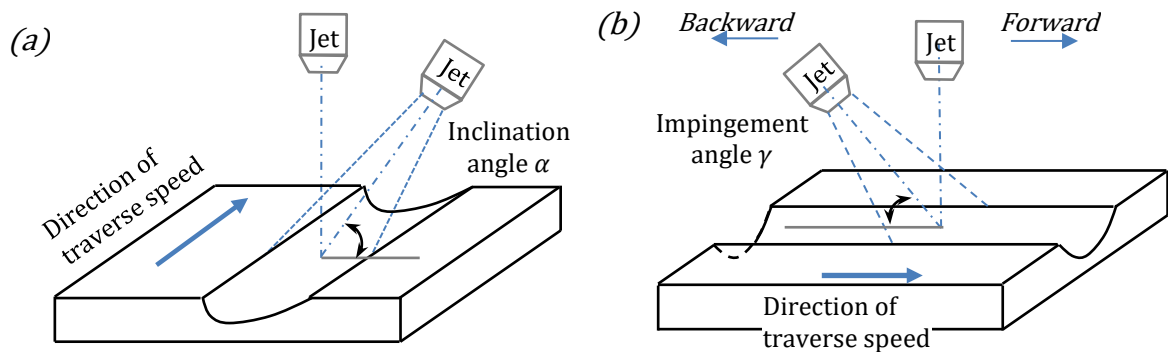 (a)
Jet
Jet
Inclination
angle α
Direction of
traverse speed
(b)
Backward
Forward
Jet
Jet
Impingement
angle γ
Direction of
traverse speed